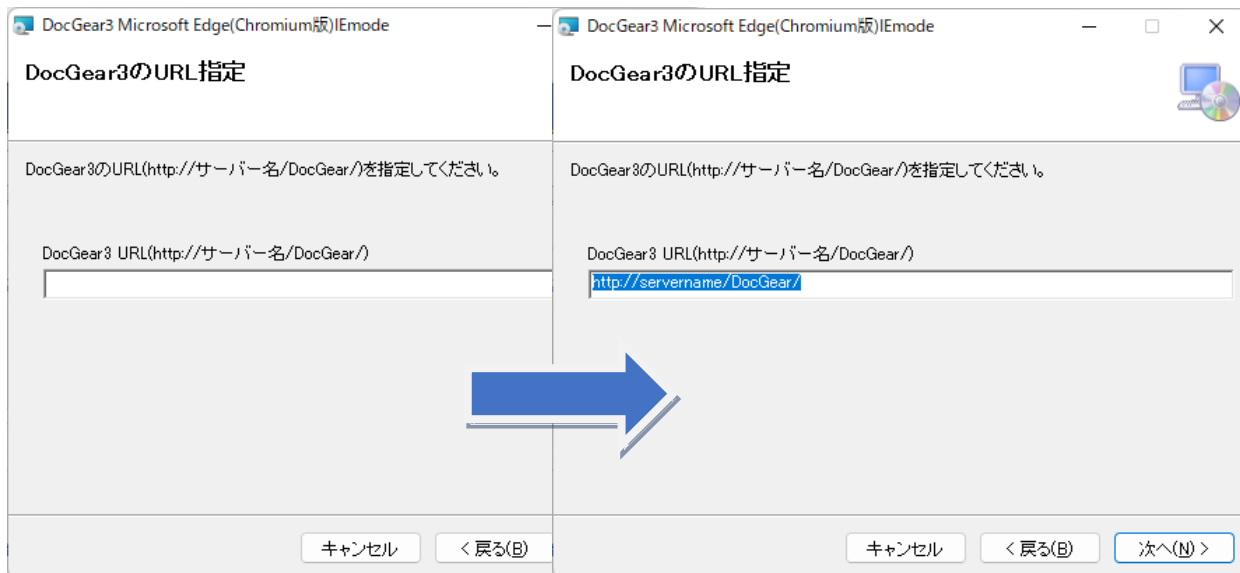 DocGear3 Microsoft Edge(Chromium版)IEmode
DocGear3のURL指定
DocGear3のURL(http://サーバー名/DocGear/)を指定してください。
DocGear3 URL(http://サーバー名/DocGear/)
キャンセル
< 戻る(B)
DocGear3 Microsoft Edge(Chromium版)IEmode
DocGear3のURL指定
DocGear3のURL(http://サーバー名/DocGear/)を指定してください。
DocGear3 URL(http://サーバー名/DocGear/)
http://servername/DocGear/
キャンセル
< 戻る(B)
次へ(N) >